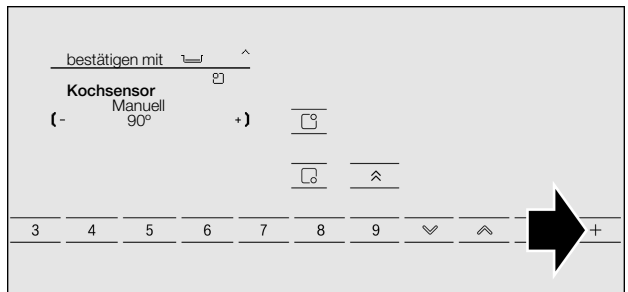 bestätigen mit
Kochsensor
Manuell
(- 90° +)
3 4 5 6 7 8 9 +